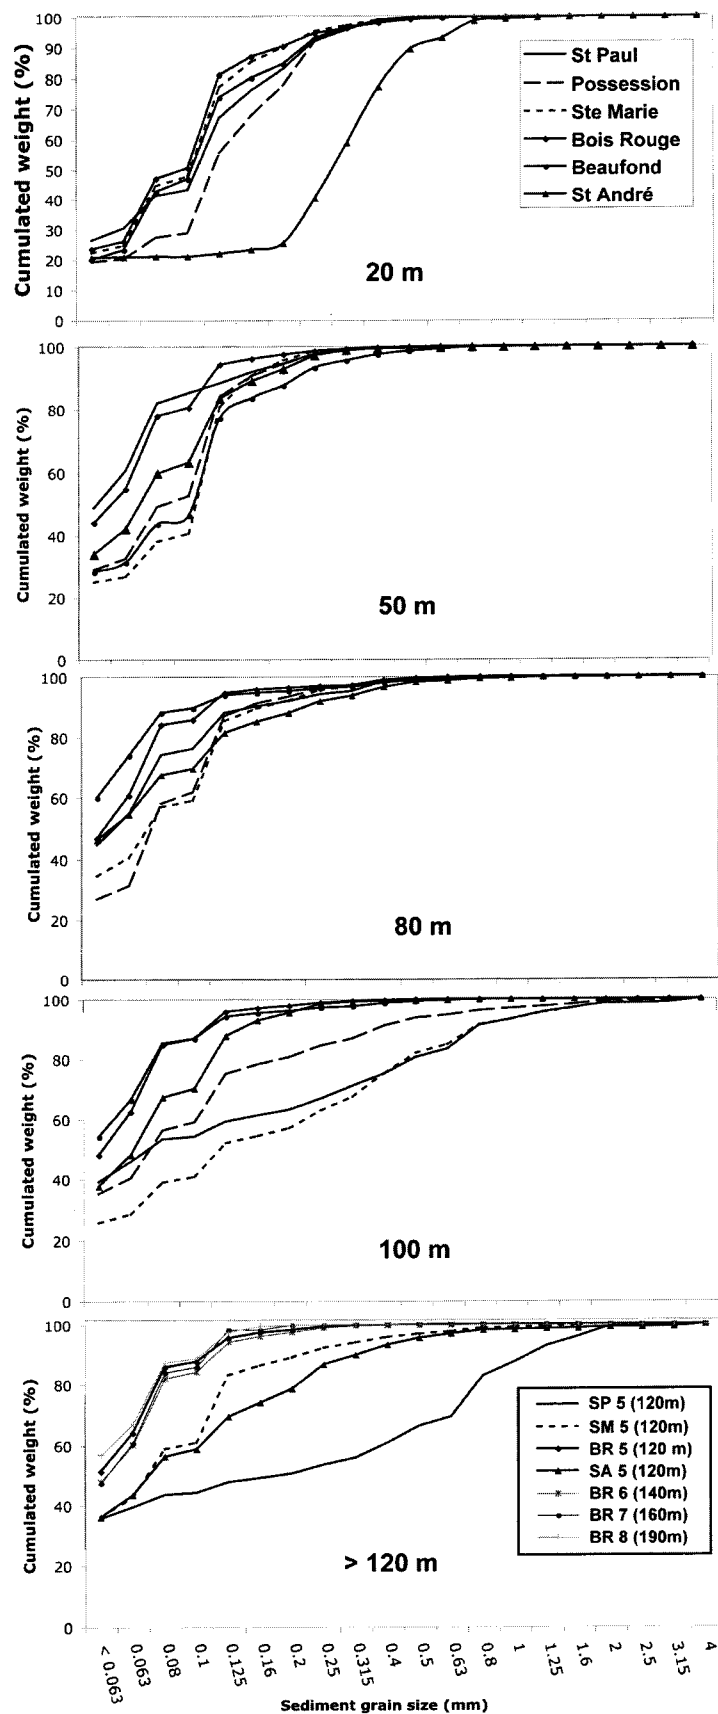 100
90
80
70
60
50
40
30
20
10
0
Cumulated weight (%)
St Paul
Possession
Ste Marie
Bois Rouge
Beaufond
St André
20 m
100
80
60
40
20
0
Cumulated weight (%)
50 m
100
80
60
40
20
0
Cumulated weight (%)
80 m
100
80
60
40
20
0
Cumulated weight (%)
100 m
100
80
60
40
20
0
Cumulated weight (%)
SP 5 (120m)
SM 5 (120m)
BR 5 (120 m)
SA 5 (120m)
BR 6 (140m)
BR 7 (160m)
BR 8 (190m)
> 120 m
< 0.063
0.063
0.08
0.1
0.125
0.16
0.2
0.25
0.315
0.4
0.5
0.63
0.8
1
1.25
1.6
2
2.5
3.15
4
Sediment grain size (mm)